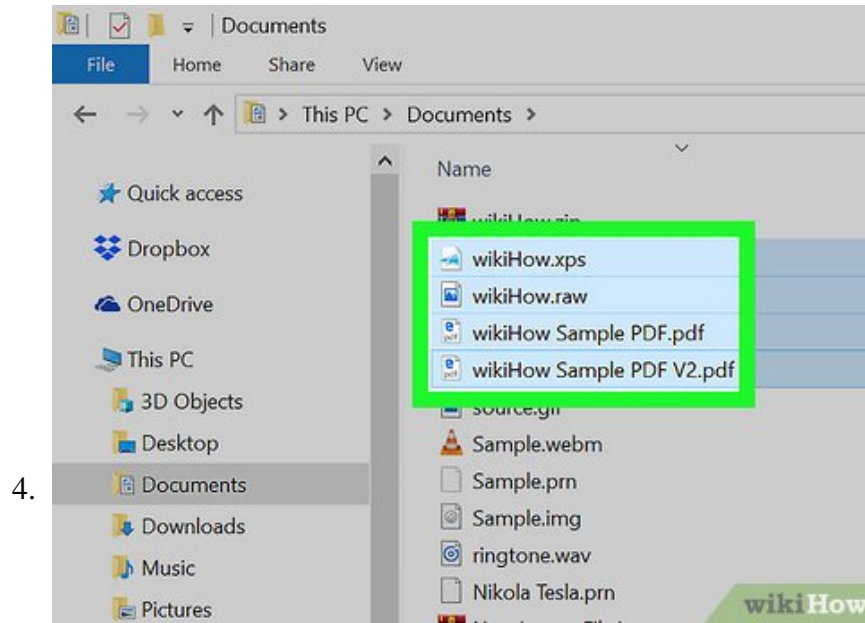 Documents
File Home Share View
This PC > Documents >
Name
Quick access
wikiHow.zip
Dropbox
wikiHow.xps
OneDrive
wikiHow.raw
This PC
wikiHow Sample PDF.pdf
3D Objects
wikiHow Sample PDF V2.pdf
source.gif
Desktop
Sample.webm
4.
Documents
Sample.prn
Downloads
Sample.img
Music
ringtone.wav
Pictures
Nikola Tesla.prn
wikiHow